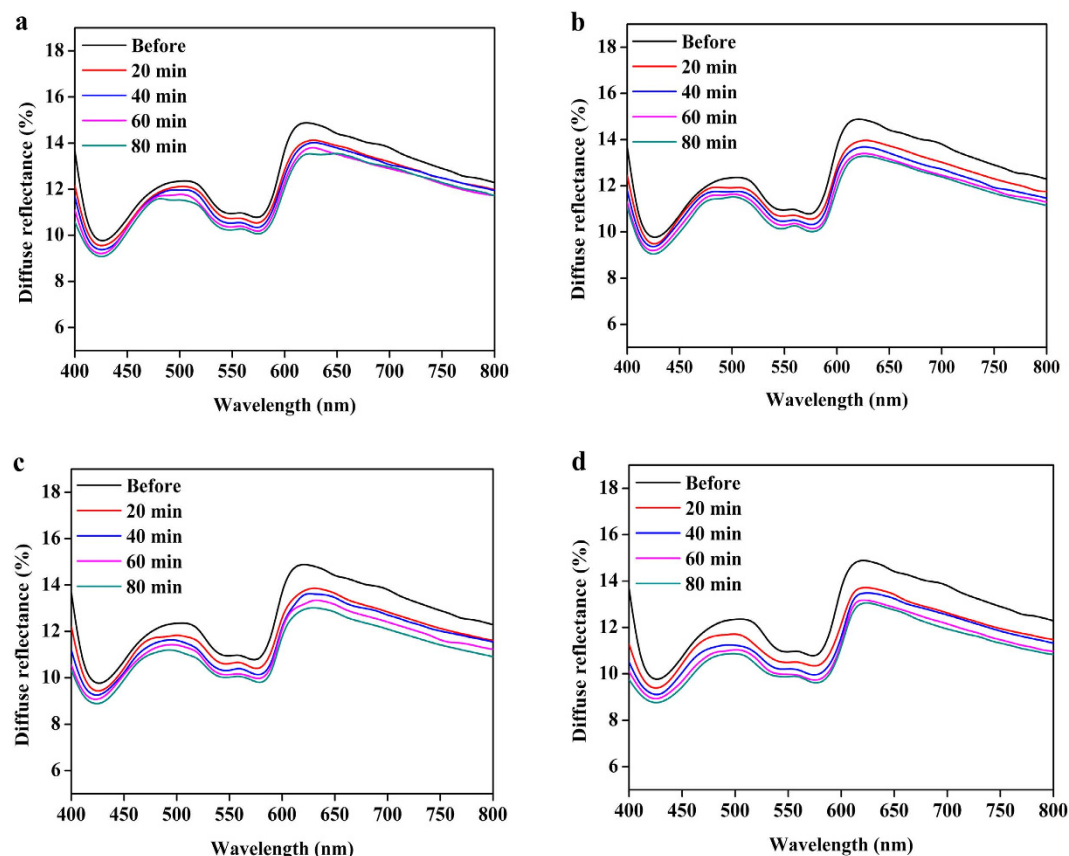 a
18
16
14
12
10
8
6
Diffuse reflectance (%)
Before
20 min
40 min
60 min
80 min
400 450 500 550 600 650 700 750 800
Wavelength (nm)
b
18
16
14
12
10
8
6
Diffuse reflectance (%)
Before
20 min
40 min
60 min
80 min
400 450 500 550 600 650 700 750 800
Wavelength (nm)
c
18
16
14
12
10
8
6
Diffuse reflectance (%)
Before
20 min
40 min
60 min
80 min
400 450 500 550 600 650 700 750 800
Wavelength (nm)
d
18
16
14
12
10
8
6
Diffuse reflectance (%)
Before
20 min
40 min
60 min
80 min
400 450 500 550 600 650 700 750 800
Wavelength (nm)